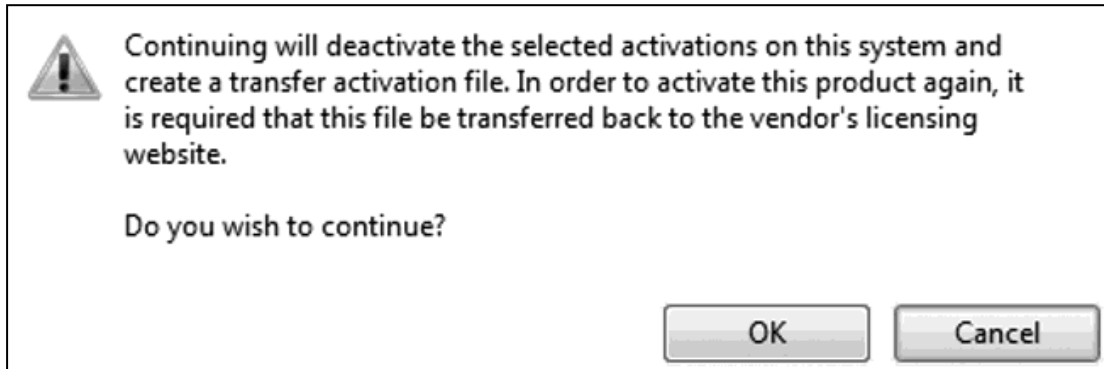 Continuing will deactivate the selected activations on this system and
create a transfer activation file. In order to activate this product again, it
is required that this file be transferred back to the vendor's licensing
website.
Do you wish to continue?
OK
Cancel